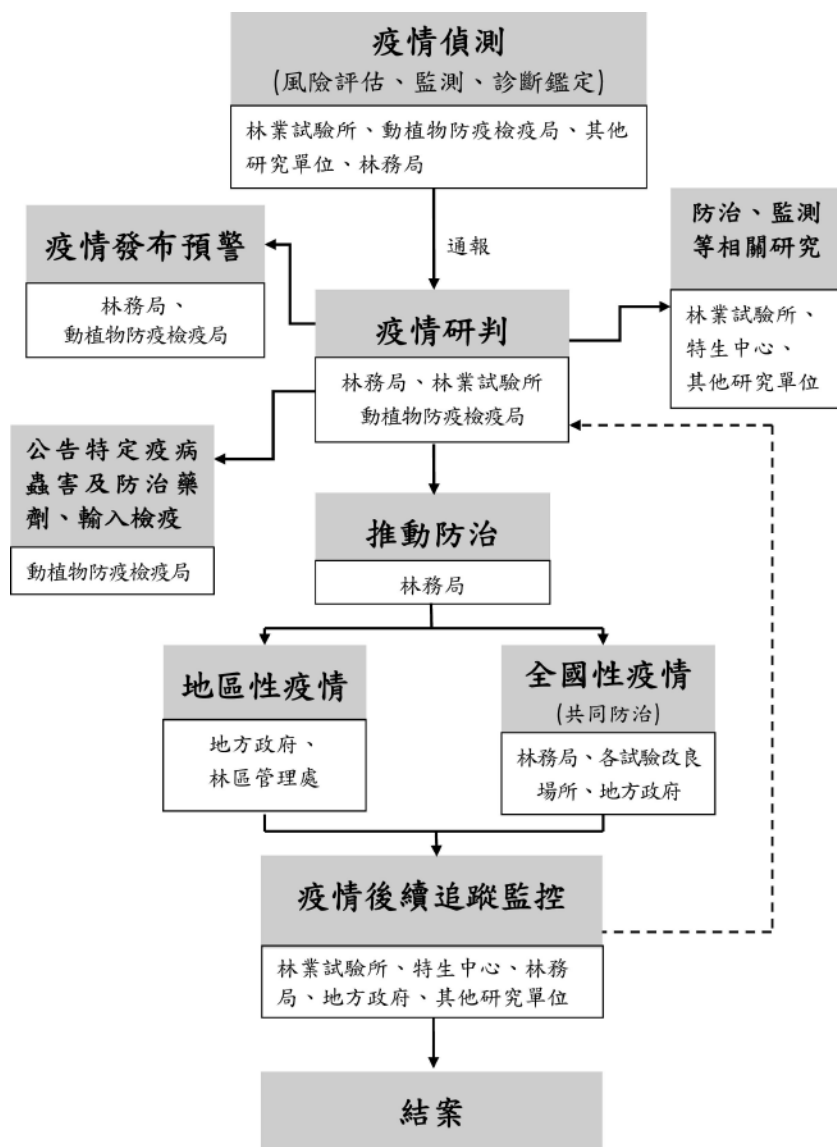 疫情偵測
(風險評估、監測、診斷鑑定)
林業試驗所、動植物防疫檢疫局、其他
研究單位、林務局
通報
疫情發布預警
林務局、
動植物防疫檢疫局
防治、監測
等相關研究
林業試驗所、
特生中心、
其他研究單位
疫情研判
林務局、林業試驗所
動植物防疫檢疫局
公告特定疫病
蟲害及防治藥
劑、輸入檢疫
動植物防疫檢疫局
推動防治
林務局
地區性疫情
地方政府、
林區管理處
全國性疫情
(共同防治)
林務局、各試驗改良
場所、地方政府
疫情後續追蹤監控
林業試驗所、特生中心、林務
局、地方政府、其他研究單位
結案